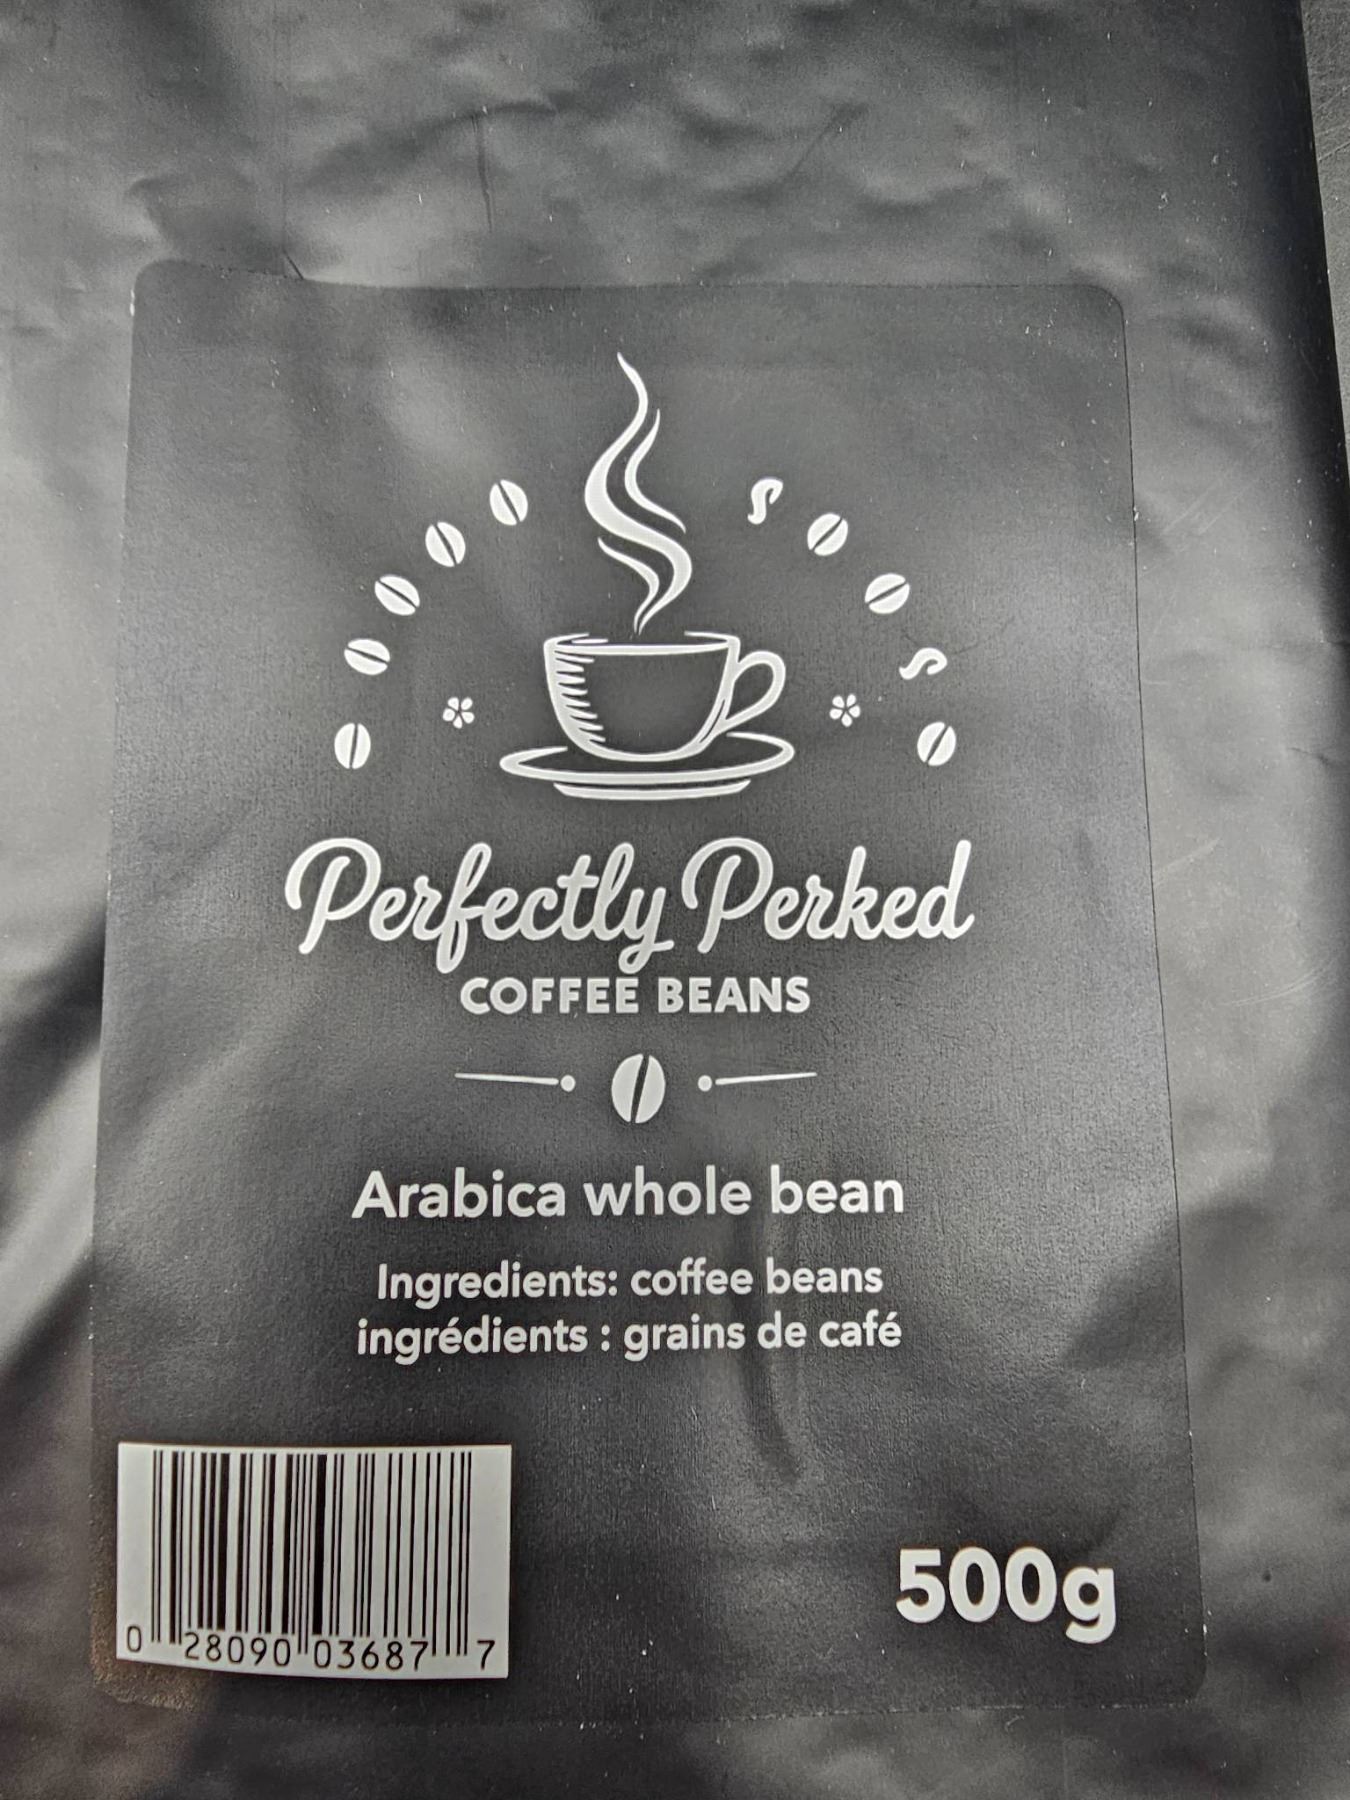 Perfectly Perked
COFFEE BEANS
Arabica whole bean
Ingredients: coffee beans
ingrédients : grains de café
500g
0 28090 03687 7